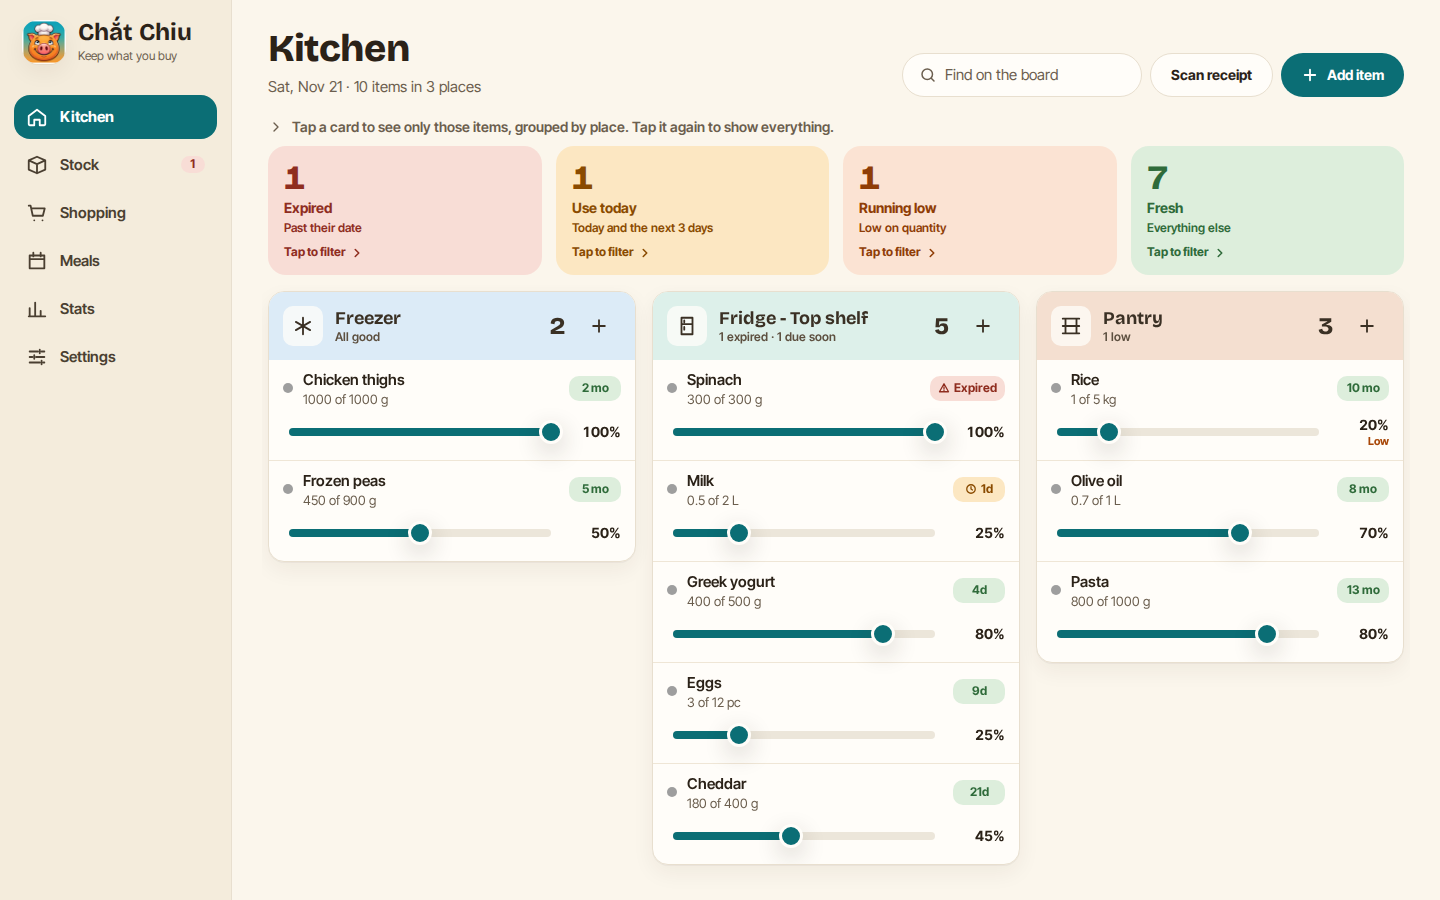 Chắt Chiu
Keep what you buy
Kitchen
Stock
1
Shopping
Meals
Stats
Settings
Kitchen
Sat, Nov 21 · 10 items in 3 places
Find on the board
Scan receipt
Add item
Tap a card to see only those items, grouped by place. Tap it again to show everything.
1
Expired
Past their date
Tap to filter
1
Use today
Today and the next 3 days
Tap to filter
1
Running low
Low on quantity
Tap to filter
7
Fresh
Everything else
Tap to filter
Freezer
All good
2
Chicken thighs
1000 of 1000 g
2 mo
100%
Frozen peas
450 of 900 g
5 mo
50%
Fridge - Top shelf
1 expired · 1 due soon
5
Spinach
300 of 300 g
Expired
100%
Milk
0.5 of 2 L
1d
25%
Greek yogurt
400 of 500 g
4d
80%
Eggs
3 of 12 pc
9d
25%
Cheddar
180 of 400 g
21d
45%
Pantry
1 low
3
Rice
1 of 5 kg
10 mo
20%
Low
Olive oil
0.7 of 1 L
8 mo
70%
Pasta
800 of 1000 g
13 mo
80%